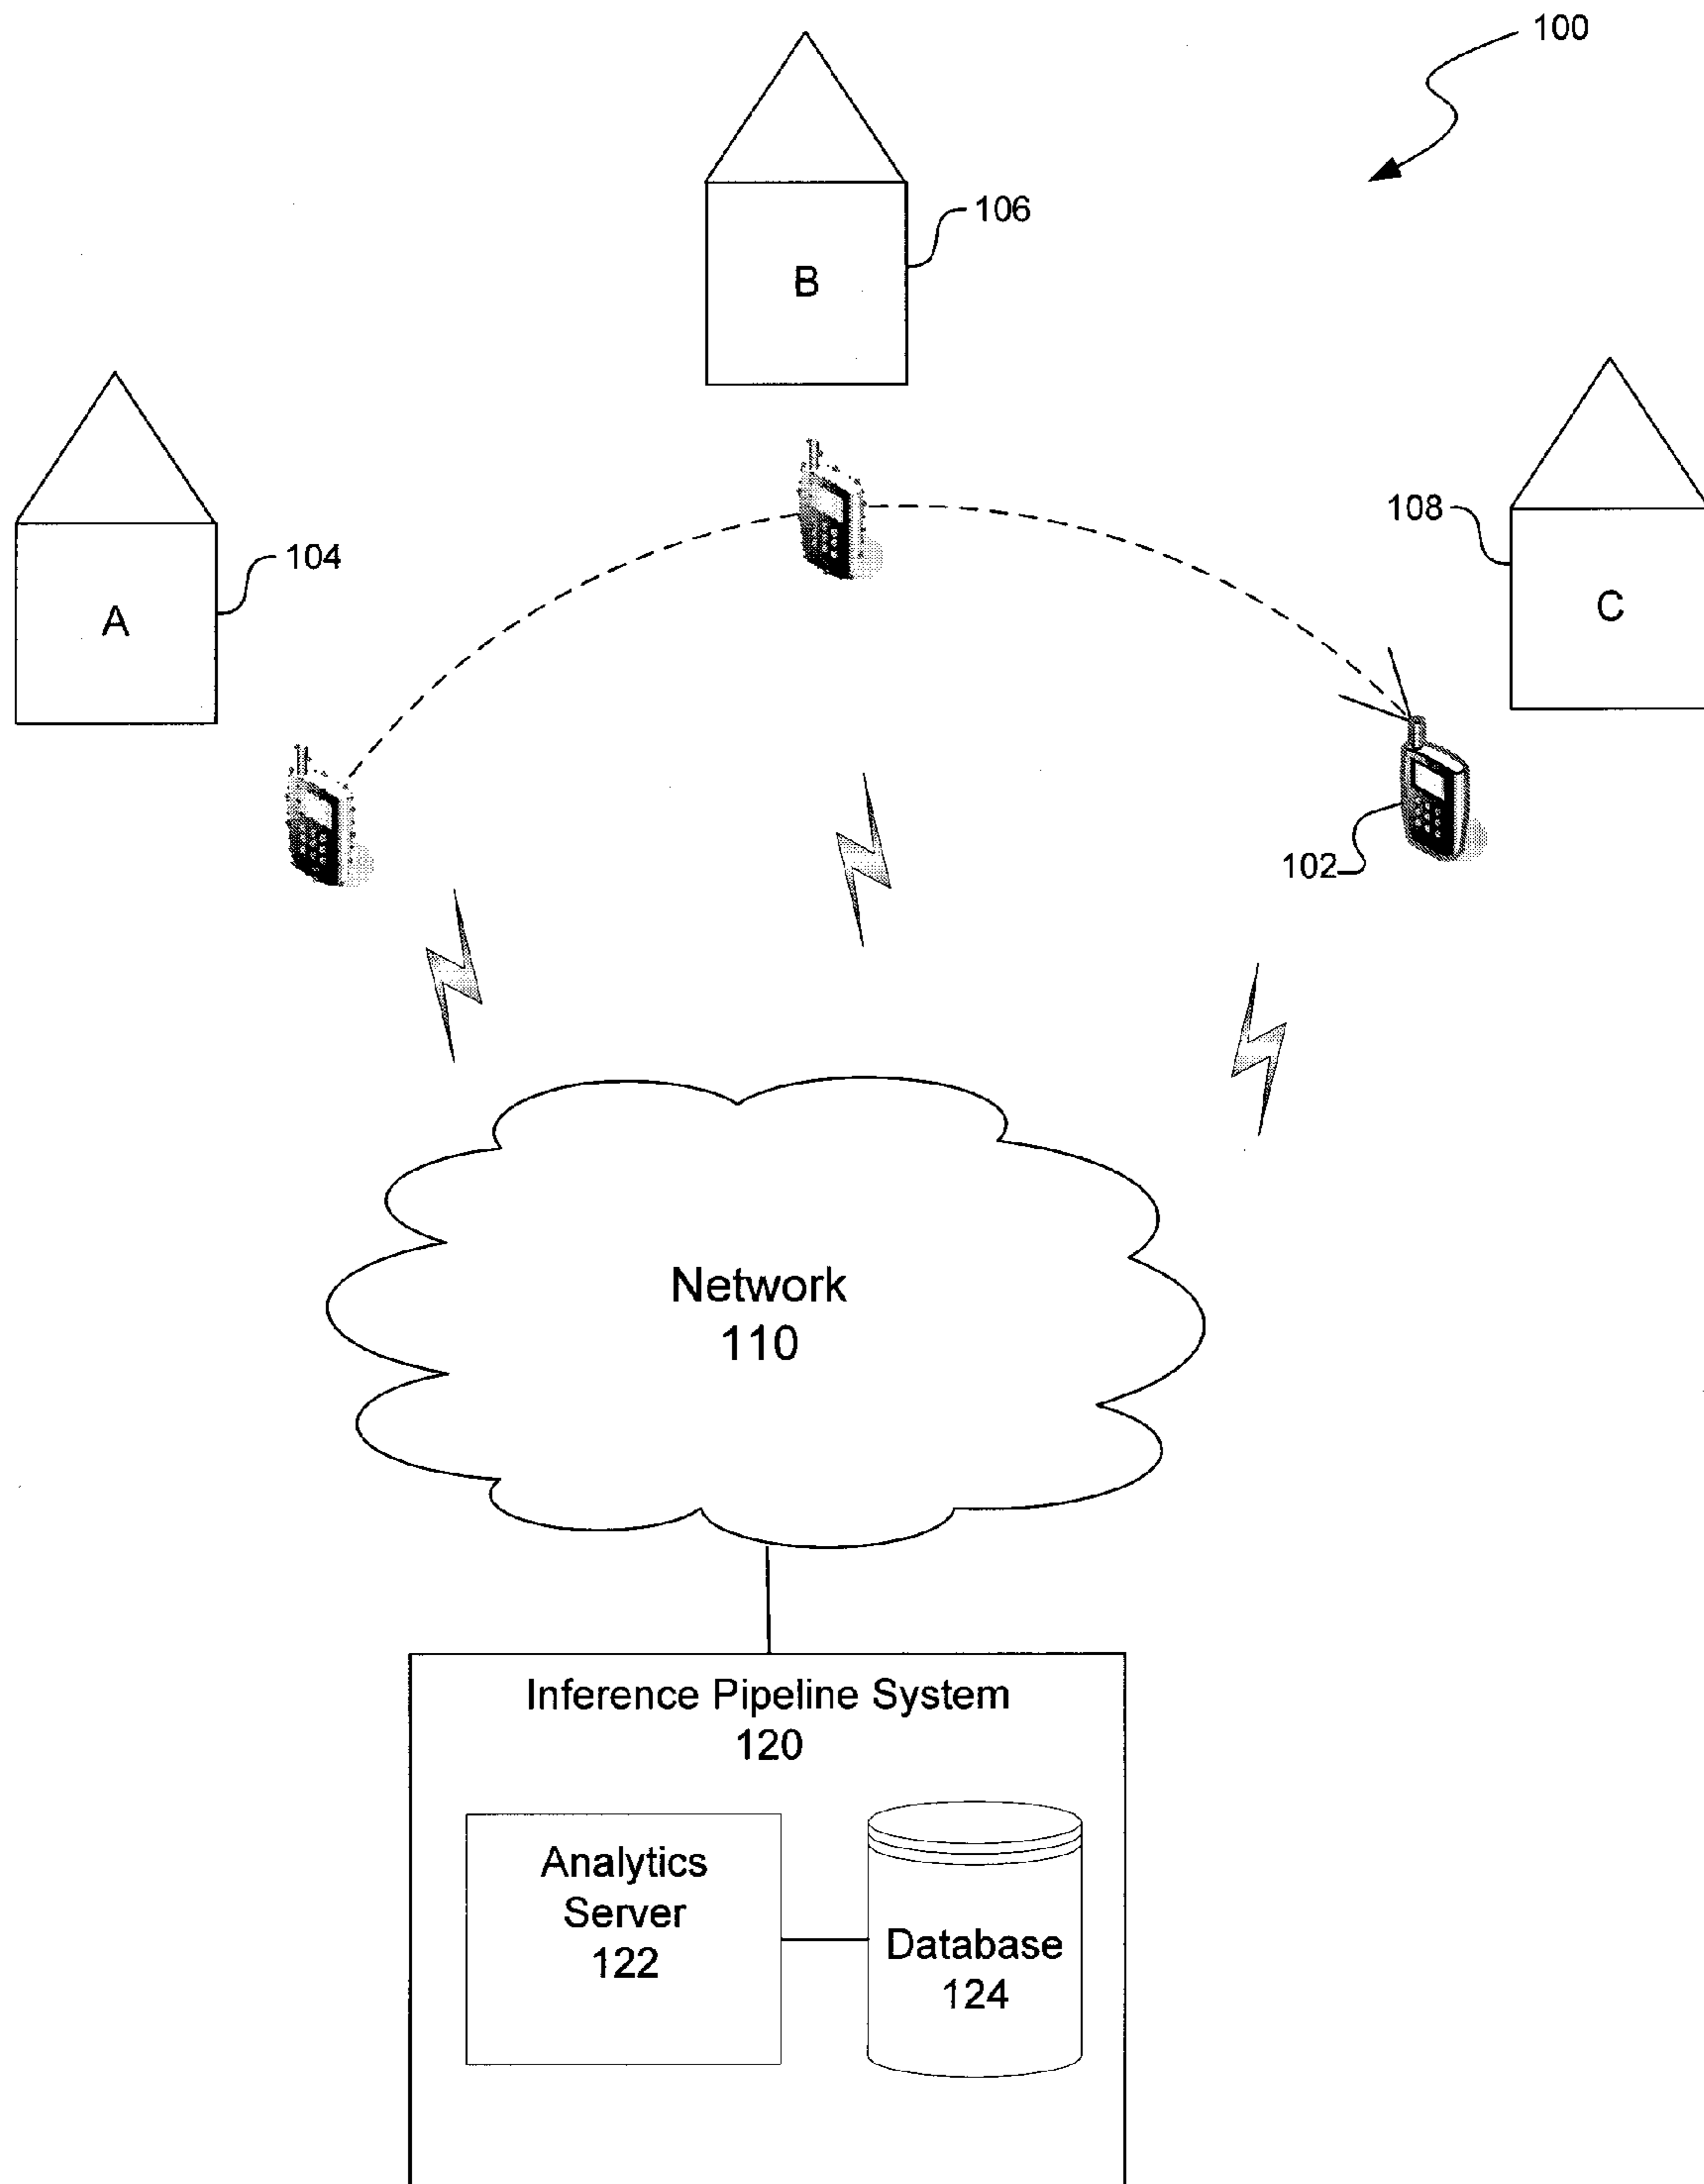 100
106
B
108
104
A
C
102
Network
110
Inference Pipeline System
120
Analytics
Server
122
Database
124